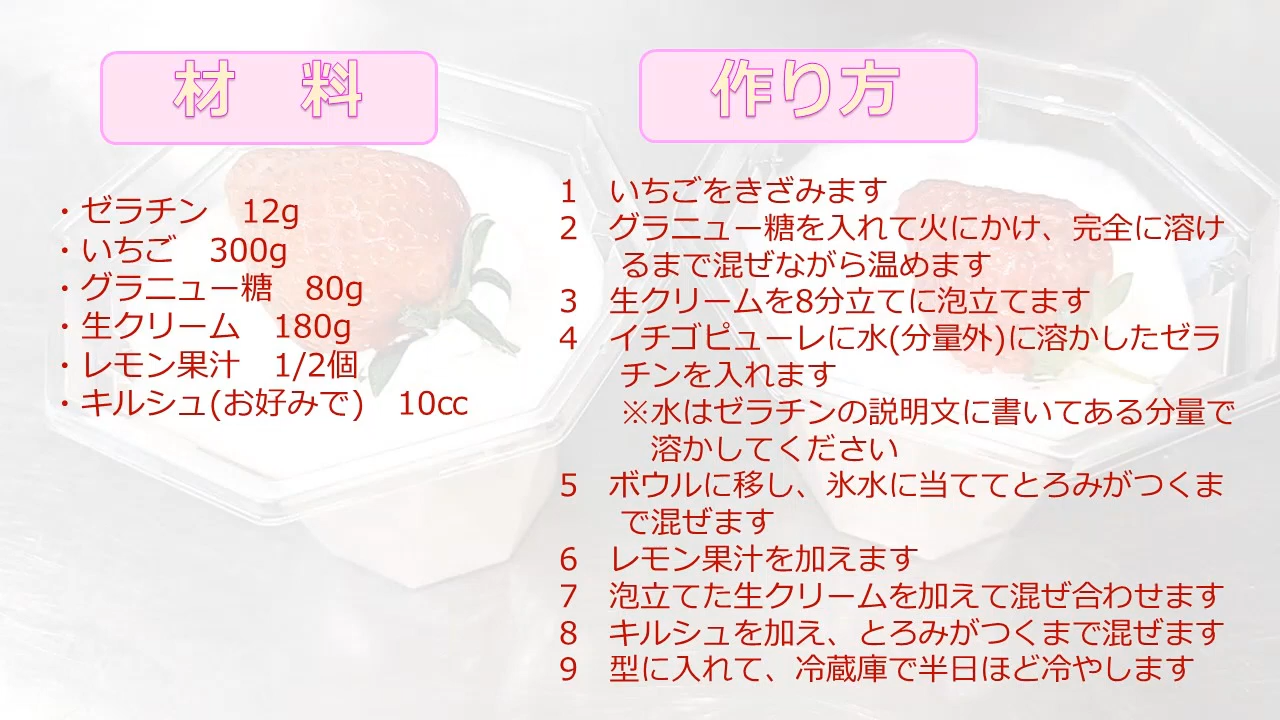 材　料
・ゼラチン　12g
・いちご　300g
・グラニュー糖　80g
・生クリーム　180g
・レモン果汁　1/2個
・キルシュ(お好みで)　10cc
作り方
1　いちごをきざみます
2　グラニュー糖を入れて火にかけ、完全に溶け
るまで混ぜながら温めます
3　生クリームを8分立てに泡立てます
4　イチゴピューレに水(分量外)に溶かしたゼラ
チンを入れます
※水はゼラチンの説明文に書いてある分量で
溶かしてください
5　ボウルに移し、氷水に当ててとろみがつくま
で混ぜます
6　レモン果汁を加えます
7　泡立てた生クリームを加えて混ぜ合わせます
8　キルシュを加え、とろみがつくまで混ぜます
9　型に入れて、冷蔵庫で半日ほど冷やします